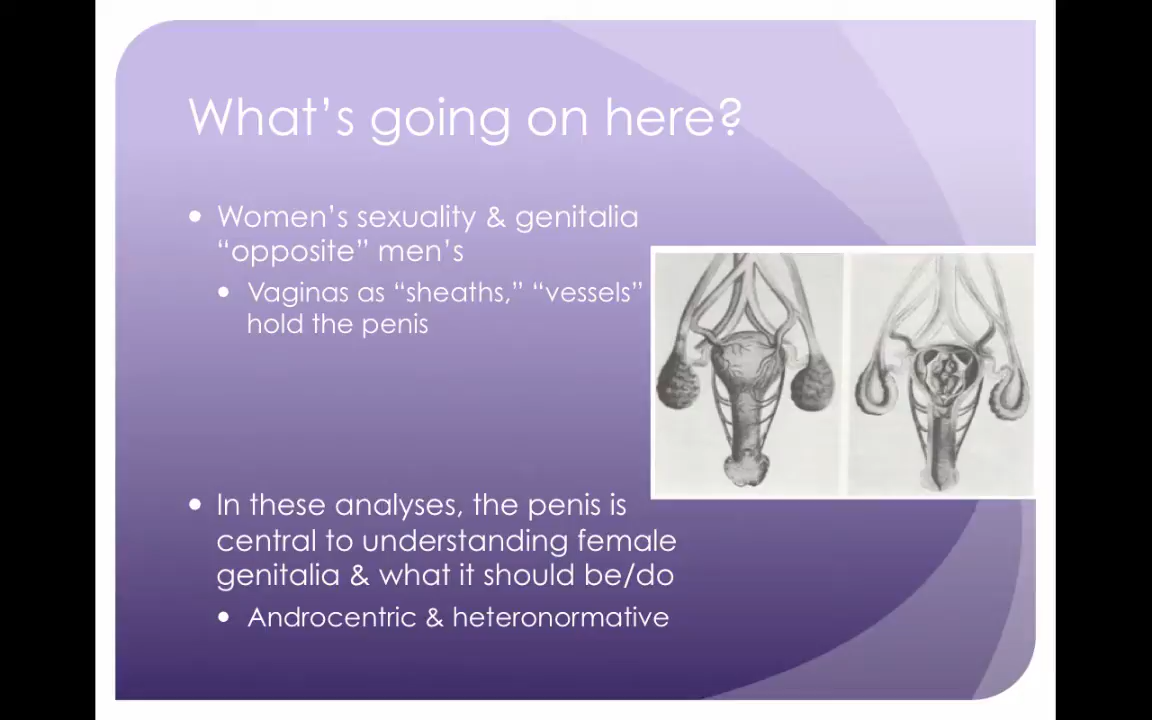 What’s going on here?
• Women’s sexuality & genitalia
“opposite” men’s
• Vaginas as “sheaths,” “vessels”
hold the penis
• In these analyses, the penis is
central to understanding female
genitalia & what it should be/do
• Androcentric & heteronormative